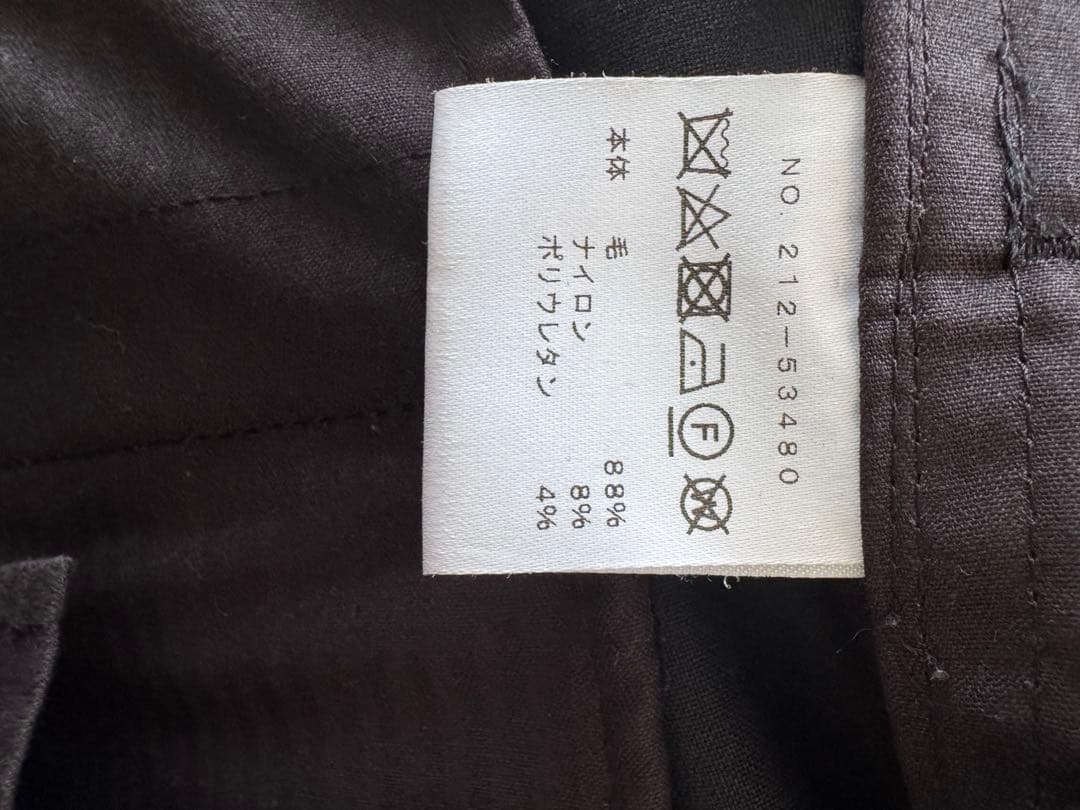 NO. 212-53480
本体 毛 88%
ナイロン 8%
ポリウレタン 4%
F
W